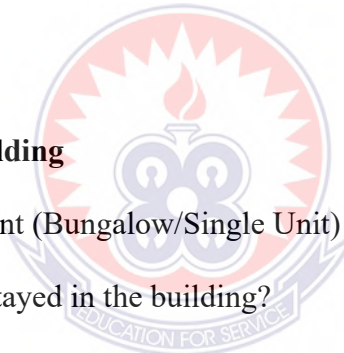 lding
nt (Bungalow/Single Unit)
tayed in the building?
EDUCATION FOR SERVICE